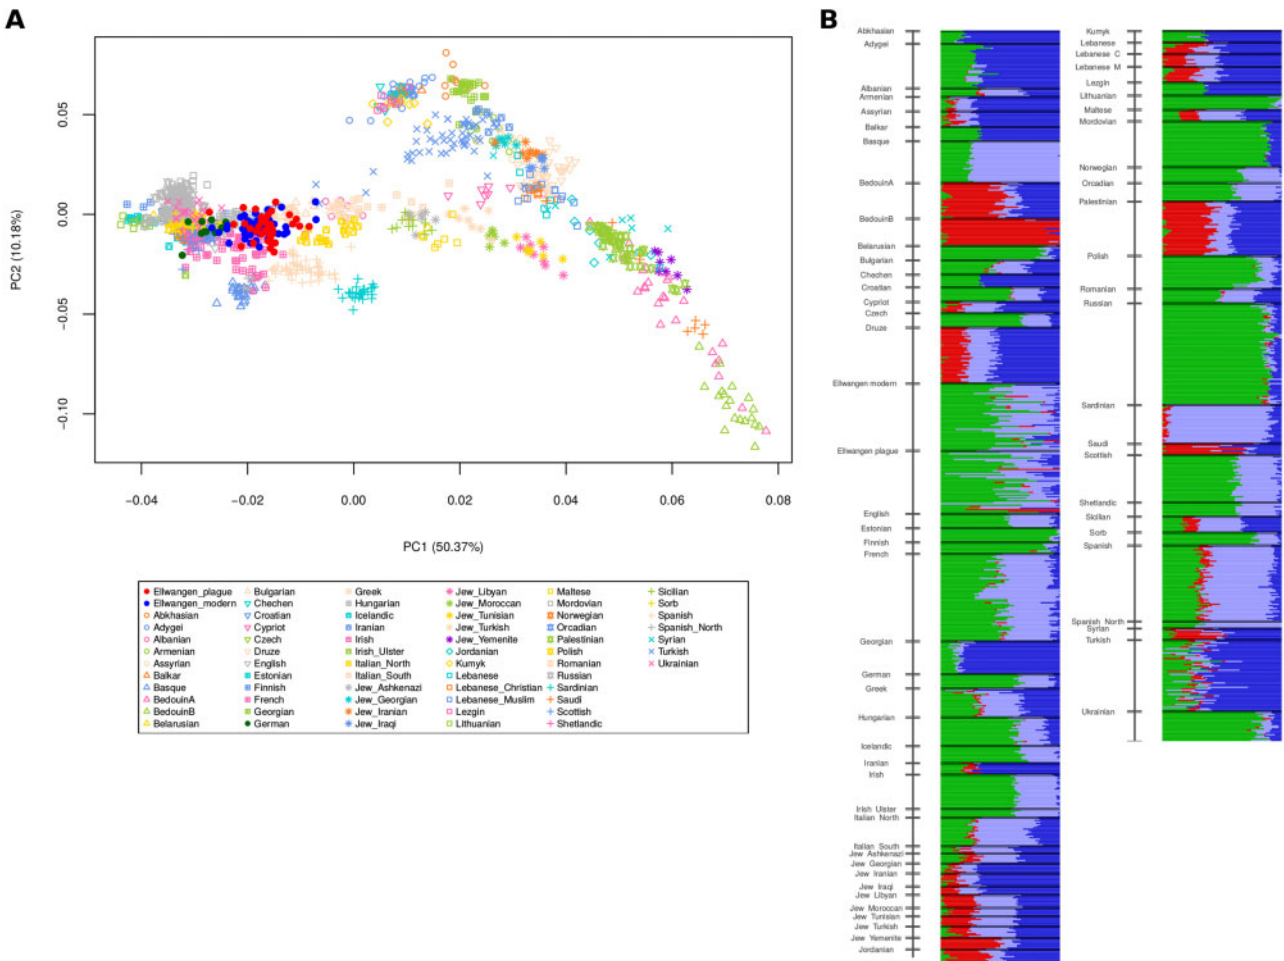 A
B
0.05
0.00
−0.05
−0.10
PC2 (10.18%)
−0.04
−0.02
0.00
0.02
0.04
0.06
0.08
PC1 (50.37%)
Ellwangen_plague
Ellwangen_modern
Abkhasian
Adygei
Albanian
Armenian
Assyrian
Balkar
Basque
BedouinA
BedouinB
Belarusian
Bulgarian
Chechen
Croatian
Cypriot
Czech
Druze
English
Estonian
Finnish
French
Georgian
German
Greek
Hungarian
Icelandic
Iranian
Irish
Irish_Ulster
Italian_North
Italian_South
Jew_Ashkenazi
Jew_Georgian
Jew_Iranian
Jew_Iraqi
Jew_Libyan
Jew_Moroccan
Jew_Tunisian
Jew_Turkish
Jew_Yemenite
Jordanian
Kumyk
Lebanese
Lebanese_Christian
Lebanese_Muslim
Lezgin
Lithuanian
Maltese
Mordovian
Norwegian
Orcadian
Palestinian
Polish
Romanian
Russian
Sardinian
Saudi
Scottish
Shetlandic
Sicilian
Sorb
Spanish
Spanish_North
Syrian
Turkish
Ukrainian
Abkhasian
Adygei
Albanian
Armenian
Assyrian
Balkar
Basque
BedouinA
BedouinB
Belarusian
Bulgarian
Chechen
Croatian
Cypriot
Czech
Druze
Ellwangen modern
Ellwangen plague
English
Estonian
Finnish
French
Georgian
German
Greek
Hungarian
Icelandic
Iranian
Irish
Irish Ulster
Italian North
Italian South
Jew Ashkenazi
Jew Georgian
Jew Iranian
Jew Iraqi
Jew Libyan
Jew Moroccan
Jew Tunisian
Jew Turkish
Jew Yemenite
Jordanian
Kumyk
Lebanese
Lebanese C
Lebanese M
Lezgin
Lithuanian
Maltese
Mordovian
Norwegian
Orcadian
Palestinian
Polish
Romanian
Russian
Sardinian
Saudi
Scottish
Shetlandic
Sicilian
Sorb
Spanish
Spanish North
Syrian
Turkish
Ukrainian